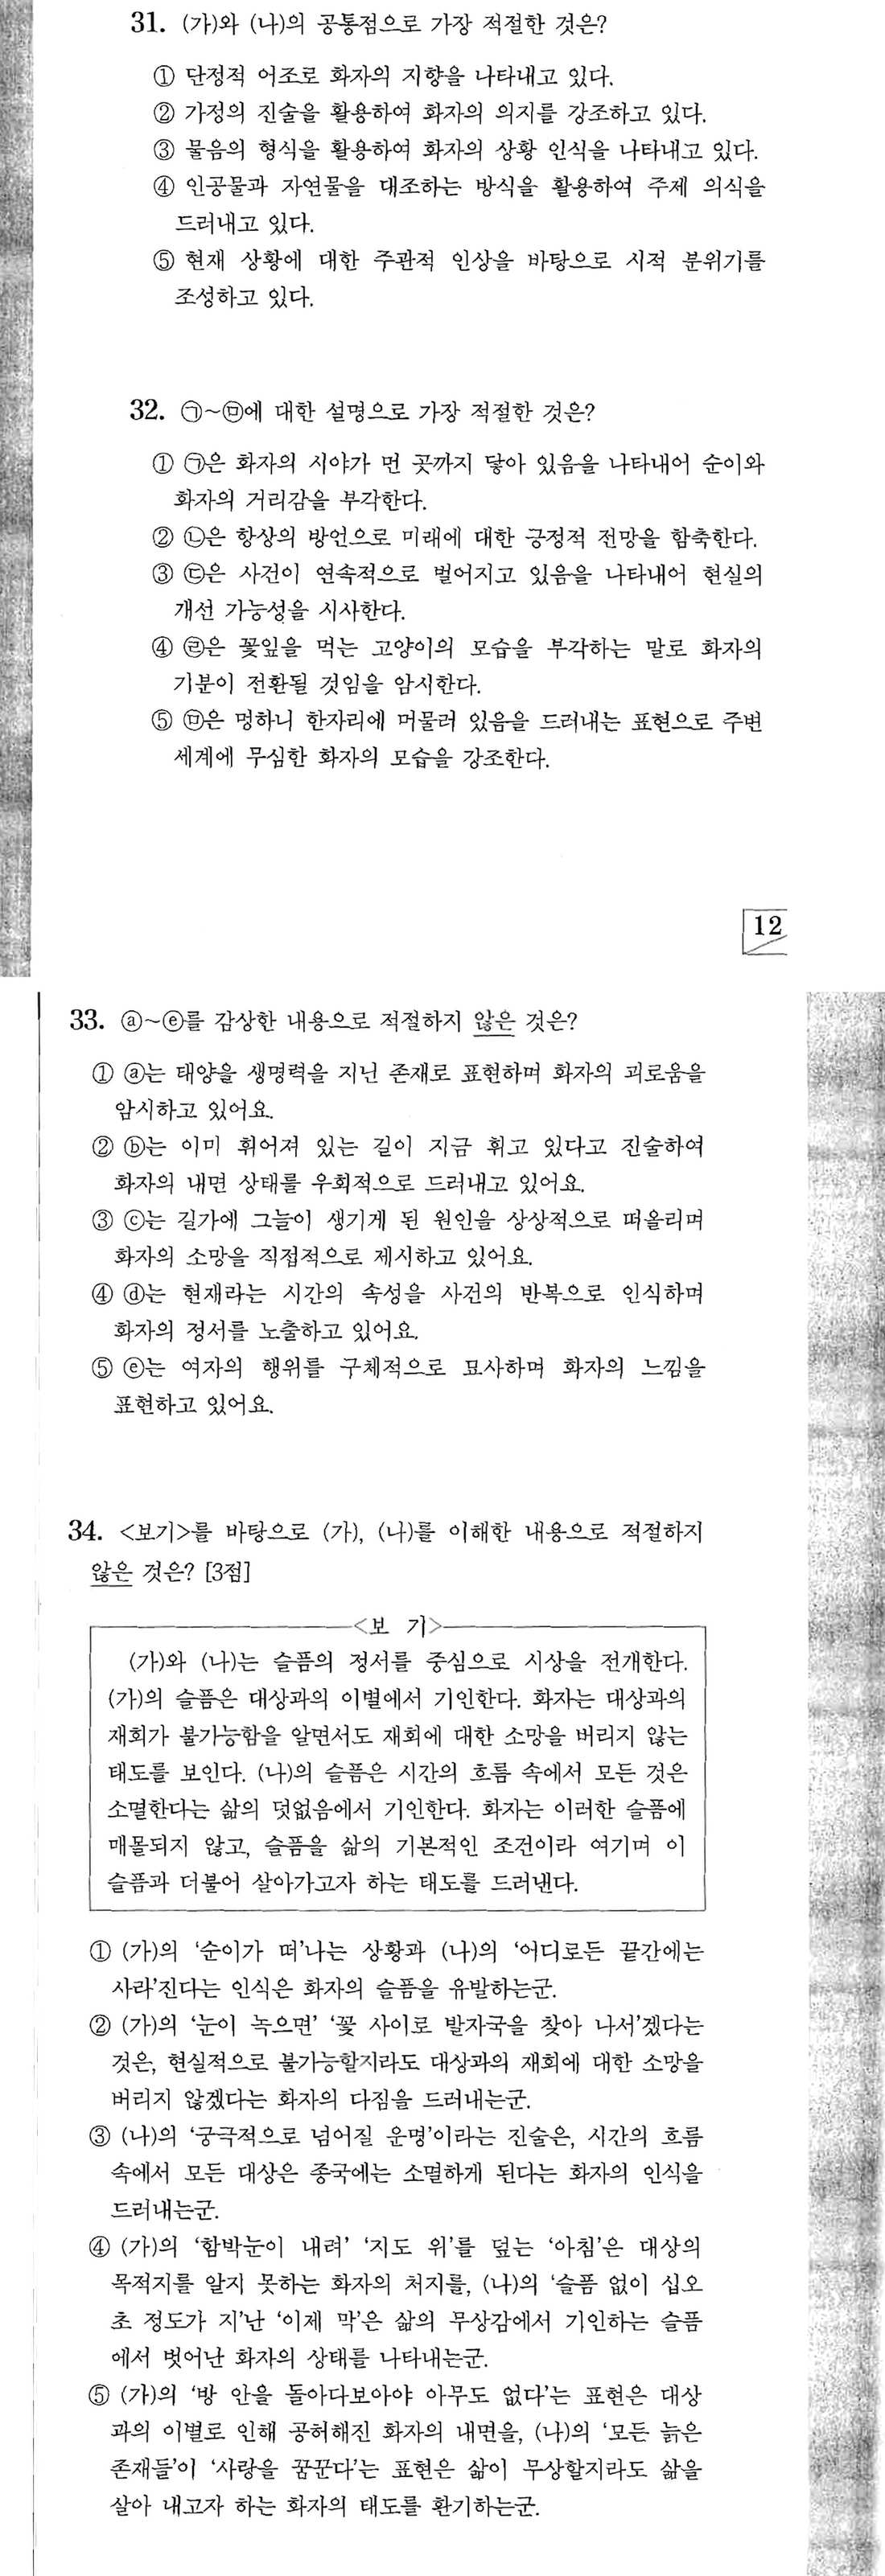 31. (가)와 (나)의 공통점으로 가장 적절한 것은?
① 단정적 어조로 화자의 지향을 나타내고 있다.
② 가정의 진술을 활용하여 화자의 의지를 강조하고 있다.
③ 물음의 형식을 활용하여 화자의 상황 인식을 나타내고 있다.
④ 인공물과 자연물을 대조하는 방식을 활용하여 주제 의식을
드러내고 있다.
⑤ 현재 상황에 대한 주관적 인상을 바탕으로 시적 분위기를
조성하고 있다.
32. ㉠~㉤에 대한 설명으로 가장 적절한 것은?
① ㉠은 화자의 시야가 먼 곳까지 닿아 있음을 나타내어 순이와
화자의 거리감을 부각한다.
② ㉡은 항상의 방언으로 미래에 대한 긍정적 전망을 함축한다.
③ ㉢은 사건이 연속적으로 벌어지고 있음을 나타내어 현실의
개선 가능성을 시사한다.
④ ㉣은 꽃잎을 먹는 고양이의 모습을 부각하는 말로 화자의
기분이 전환될 것임을 암시한다.
⑤ ㉤은 멍하니 한자리에 머물러 있음을 드러내는 표현으로 주변
세계에 무심한 화자의 모습을 강조한다.
12
33. ⓐ~ⓔ를 감상한 내용으로 적절하지 않은 것은?
① ⓐ는 태양을 생명력을 지닌 존재로 표현하며 화자의 괴로움을
암시하고 있어요.
② ⓑ는 이미 휘어져 있는 길이 지금 휘고 있다고 진술하여
화자의 내면 상태를 우회적으로 드러내고 있어요.
③ ⓒ는 길가에 그늘이 생기게 된 원인을 상상적으로 떠올리며
화자의 소망을 직접적으로 제시하고 있어요.
④ ⓓ는 현재라는 시간의 속성을 사건의 반복으로 인식하며
화자의 정서를 노출하고 있어요.
⑤ ⓔ는 여자의 행위를 구체적으로 묘사하며 화자의 느낌을
표현하고 있어요.
34. <보기>를 바탕으로 (가), (나)를 이해한 내용으로 적절하지
않은 것은? [3점]
<보 기>
(가)와 (나)는 슬픔의 정서를 중심으로 시상을 전개한다.
(가)의 슬픔은 대상과의 이별에서 기인한다. 화자는 대상과의
재회가 불가능함을 알면서도 재회에 대한 소망을 버리지 않는
태도를 보인다. (나)의 슬픔은 시간의 흐름 속에서 모든 것은
소멸한다는 삶의 덧없음에서 기인한다. 화자는 이러한 슬픔에
매몰되지 않고, 슬픔을 삶의 기본적인 조건이라 여기며 이
슬픔과 더불어 살아가고자 하는 태도를 드러낸다.
① (가)의 ‘순이가 떠’나는 상황과 (나)의 ‘어디로든 끝간에는
사라’진다는 인식은 화자의 슬픔을 유발하는군.
② (가)의 ‘눈이 녹으면’ ‘꽃 사이로 발자국을 찾아 나서’겠다는
것은, 현실적으로 불가능할지라도 대상과의 재회에 대한 소망을
버리지 않겠다는 화자의 다짐을 드러내는군.
③ (나)의 ‘궁극적으로 넘어질 운명’이라는 진술은, 시간의 흐름
속에서 모든 대상은 종국에는 소멸하게 된다는 화자의 인식을
드러내는군.
④ (가)의 ‘함박눈이 내려’ ‘지도 위’를 덮는 ‘아침’은 대상의
목적지를 알지 못하는 화자의 처지를, (나)의 ‘슬픔 없이 십오
초 정도가 지’난 ‘이제 막’은 삶의 무상감에서 기인하는 슬픔
에서 벗어난 화자의 상태를 나타내는군.
⑤ (가)의 ‘방 안을 돌아다보아야 아무도 없다’는 표현은 대상
과의 이별로 인해 공허해진 화자의 내면을, (나)의 ‘모든 늙은
존재들’이 ‘사랑을 꿈꾼다’는 표현은 삶이 무상할지라도 삶을
살아 내고자 하는 화자의 태도를 환기하는군.